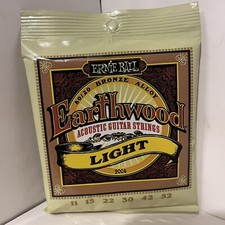 ERNIE BALL
80/20 BRONZE ALLOY
Earthwood
ACOUSTIC GUITAR STRINGS
LIGHT
2004
11 15 22 30 42 52